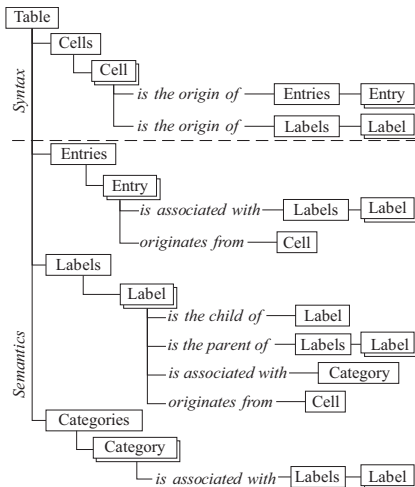 Table
Cells
Cell
is the origin of Entries Entry
is the origin of Labels Label
Syntax
Entries
Entry
is associated with Labels Label
originates from Cell
Labels
Label
is the child of Label
is the parent of Labels Label
is associated with Category
originates from Cell
Semantics
Categories
Category
is associated with Labels Label